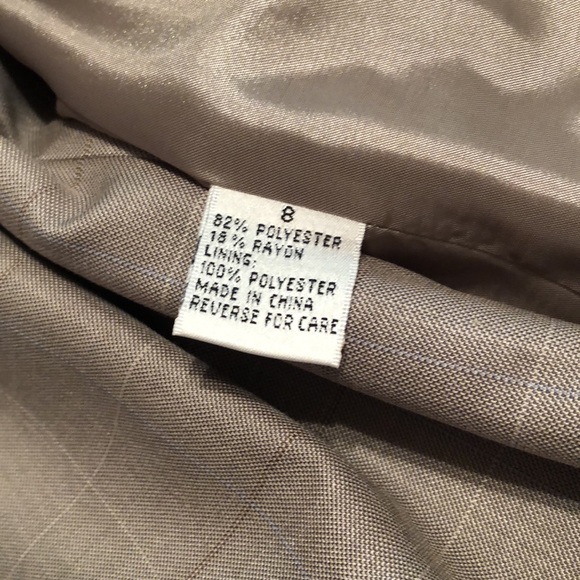 8
82% POLYESTER
18% RAYON
LINING:
100% POLYESTER
MADE IN CHINA
REVERSE FOR CARE